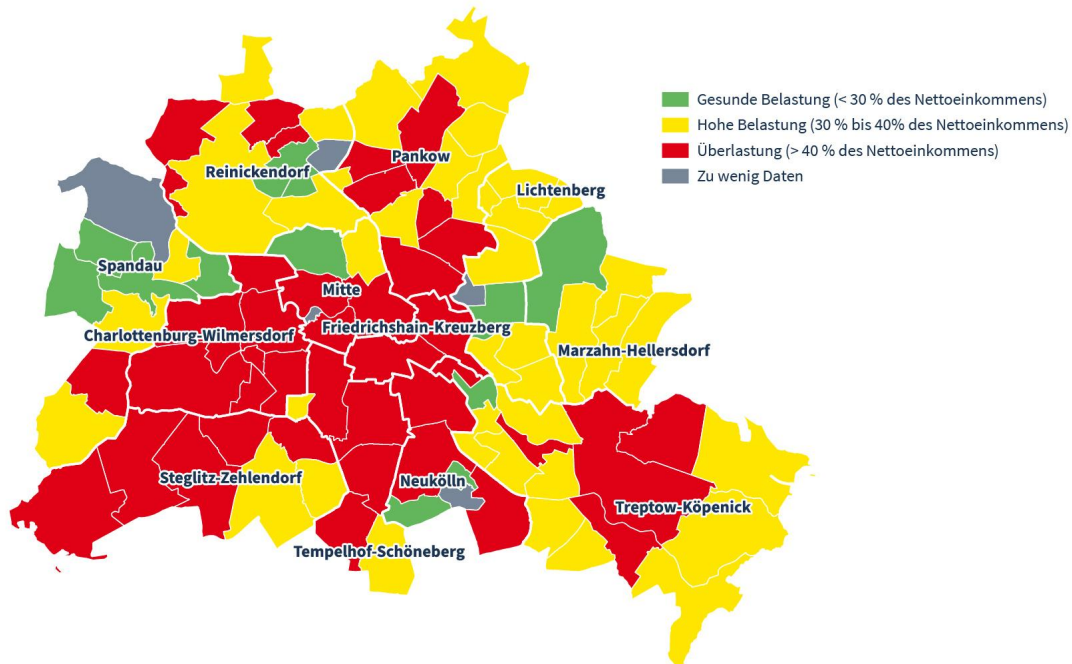 Gesunde Belastung (< 30 % des Nettoeinkommens)
Hohe Belastung (30 % bis 40% des Nettoeinkommens)
Überlastung (> 40 % des Nettoeinkommens)
Zu wenig Daten
Pankow
Reinickendorf
Lichtenberg
Spandau
Mitte
Friedrichshain-Kreuzberg
Charlottenburg-Wilmersdorf
Marzahn-Hellersdorf
Steglitz-Zehlendorf
Neukölln
Treptow-Köpenick
Tempelhof-Schöneberg